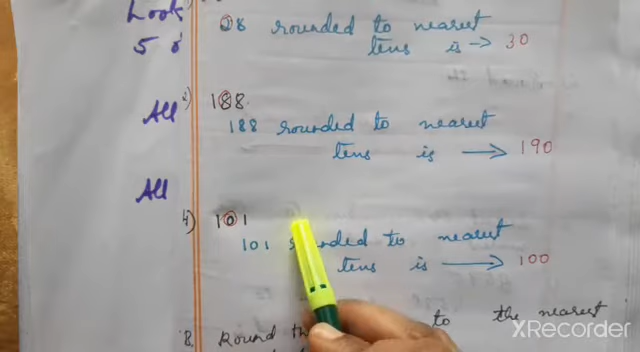 Look
28 rounded to nearest
5 o
tens is → 30
188
All
188 rounded to nearest
tens is → 190
All
4) 101
101 rounded to nearest
tens is → 100
8. Round th to the nearest
XRecorder